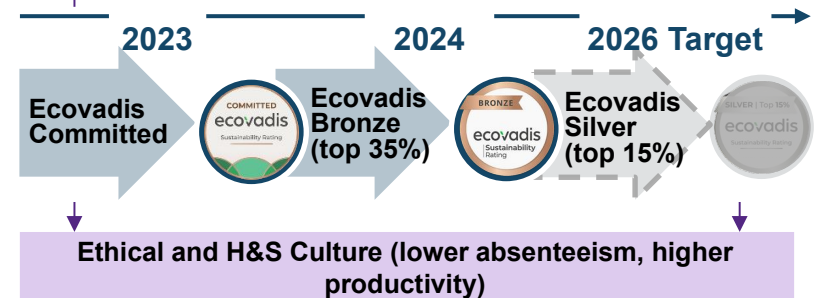 2023
2024
2026 Target
Ecovadis
Committed
COMMITTED
ecovadis
Sustainability Rating
Ecovadis
Bronze
(top 35%)
BRONZE
ecovadis
Sustainability
Rating
Ecovadis
Silver
(top 15%)
SILVER | Top 15%
ecovadis
Sustainability Rating
Ethical and H&S Culture (lower absenteeism, higher
productivity)